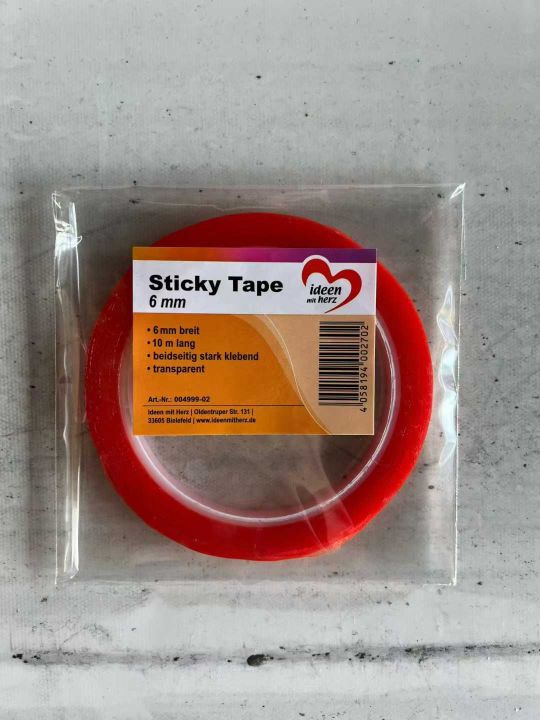 Sticky Tape
6 mm
ideen
mit herz
• 6 mm breit
• 10 m lang
• beidseitig stark klebend
• transparent
Art.-Nr.: 004999-02
Ideen mit Herz | Oldentruper Str. 131 |
33605 Bielefeld | www.ideenmitherz.de
4 058194 002702